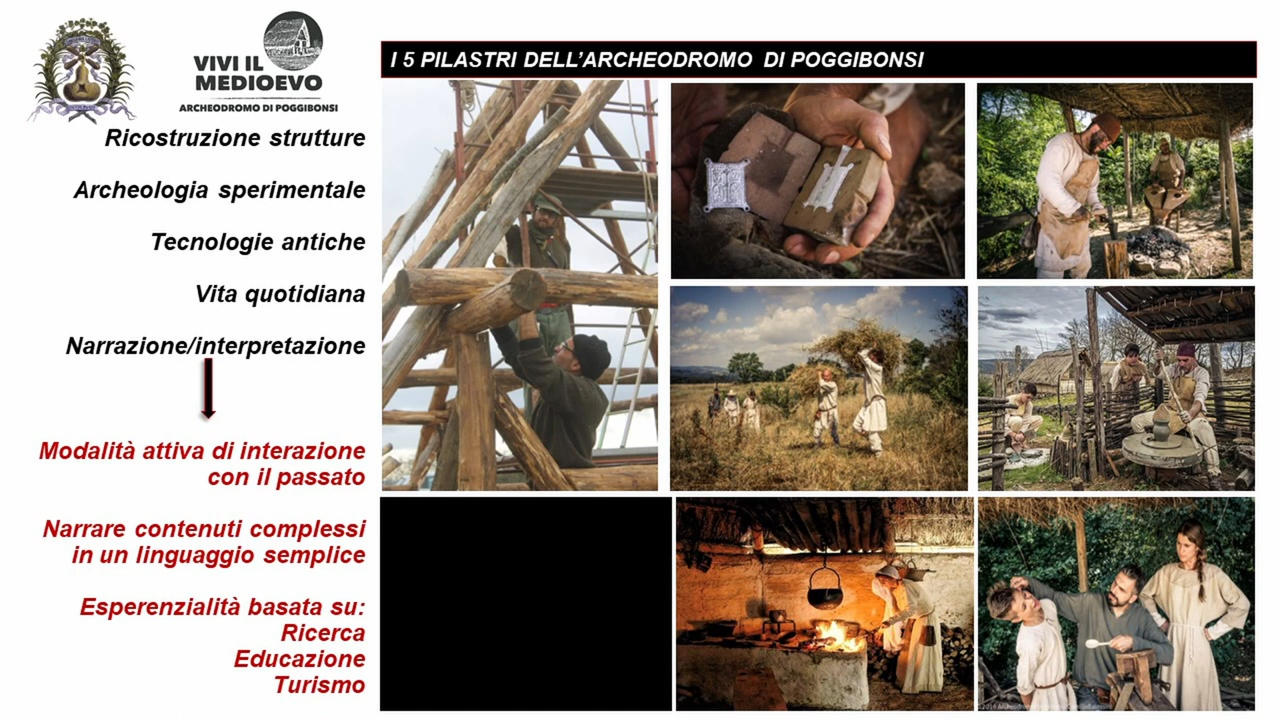 VIVI IL
MEDIOEVO
ARCHEODROMO DI POGGIBONSI
I 5 PILASTRI DELL'ARCHEODROMO DI POGGIBONSI
Ricostruzione strutture
Archeologia sperimentale
Tecnologie antiche
Vita quotidiana
Narrazione/interpretazione
Modalità attiva di interazione
con il passato
Narrare contenuti complessi
in un linguaggio semplice
Esperenzialità basata su:
Ricerca
Educazione
Turismo